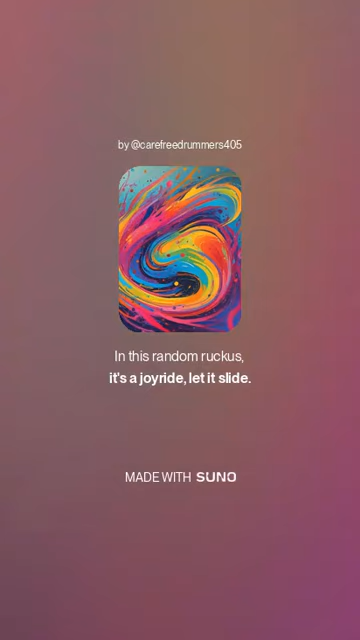 by @carefreedrummers405
In this random ruckus,
it's a joyride, let it slide.
MADE WITH SUNO